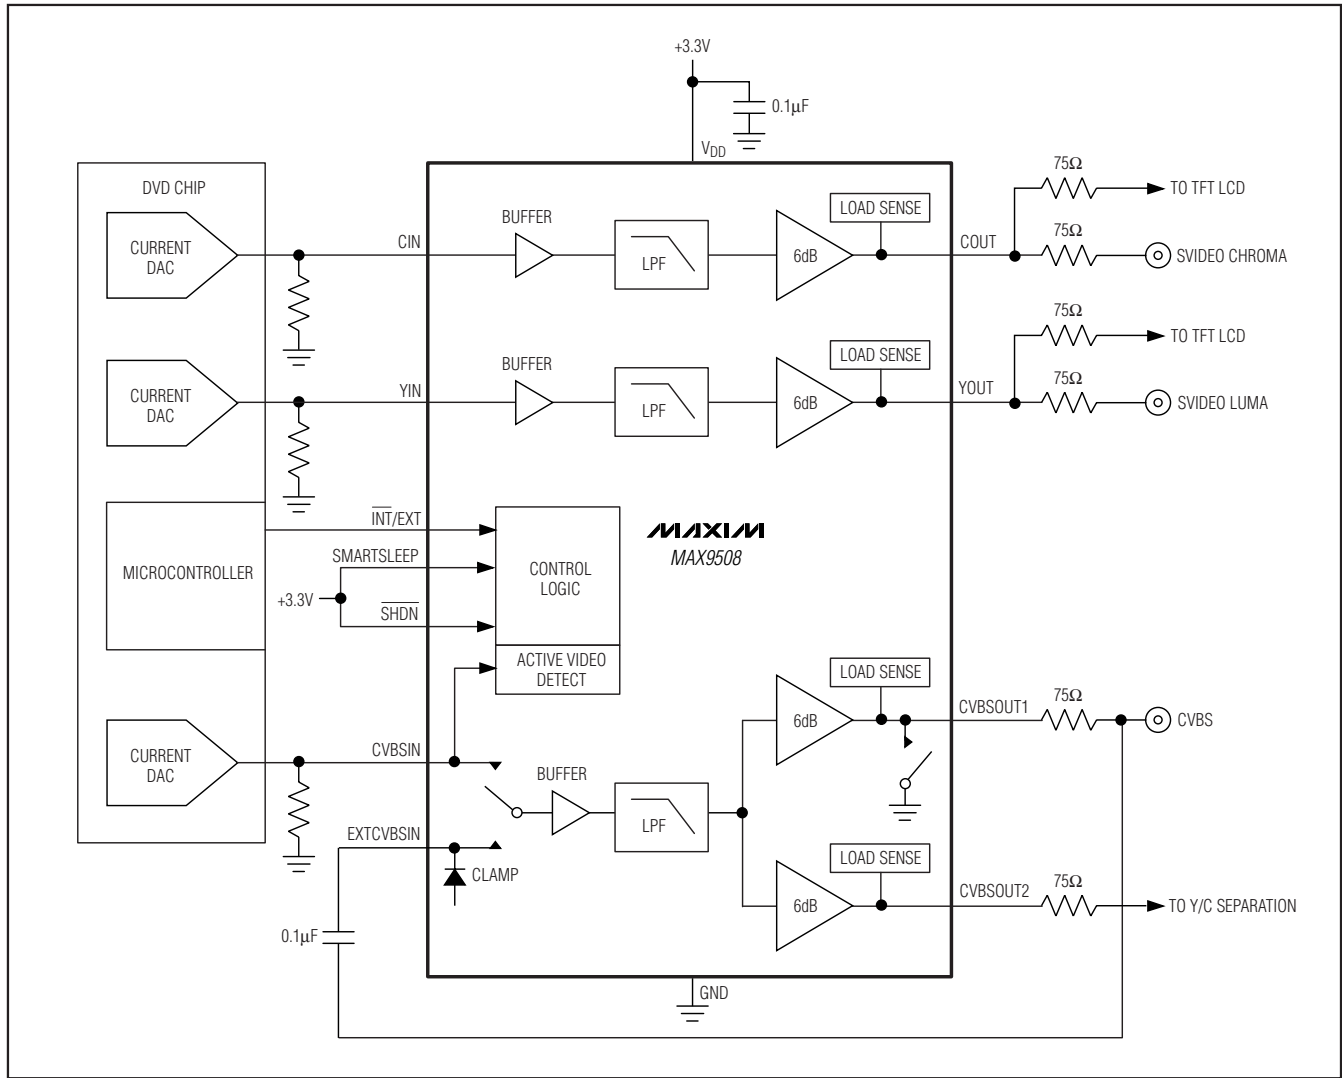 +3.3V
0.1µF
V_DD
DVD CHIP
CURRENT
DAC
CIN
BUFFER
LPF
6dB
LOAD SENSE
COUT
75Ω
TO TFT LCD
75Ω
SVIDEO CHROMA
CURRENT
DAC
YIN
BUFFER
LPF
6dB
LOAD SENSE
YOUT
75Ω
TO TFT LCD
75Ω
SVIDEO LUMA
MICROCONTROLLER
I̅N̅T̅/EXT
SMARTSLEEP
+3.3V
S̅H̅D̅N̅
CONTROL
LOGIC
ACTIVE VIDEO
DETECT
MAXIM
MAX9508
CURRENT
DAC
CVBSIN
EXTCVBSIN
CLAMP
0.1µF
BUFFER
LPF
6dB
LOAD SENSE
CVBSOUT1
75Ω
CVBS
6dB
LOAD SENSE
CVBSOUT2
75Ω
TO Y/C SEPARATION
GND